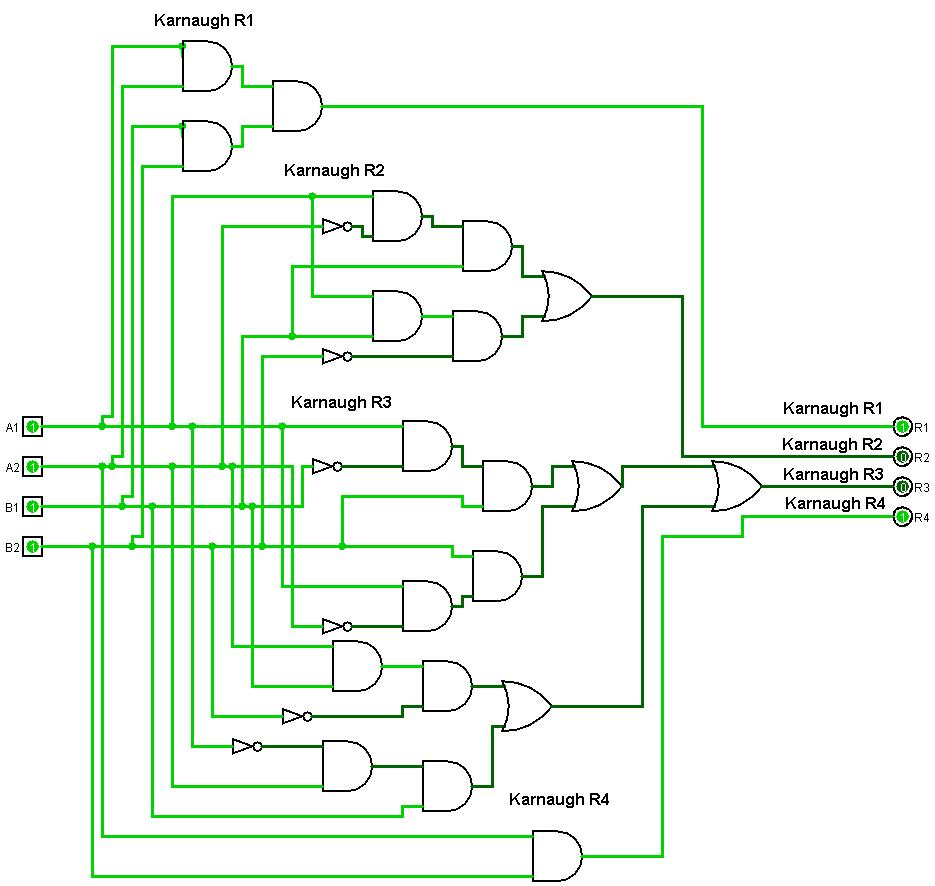 Karnaugh R1
Karnaugh R2
Karnaugh R3
Karnaugh R1
A1
1
1
R1
Karnaugh R2
0
R2
A2
1
Karnaugh R3
0
R3
B1
1
Karnaugh R4
1
R4
B2
1
Karnaugh R4